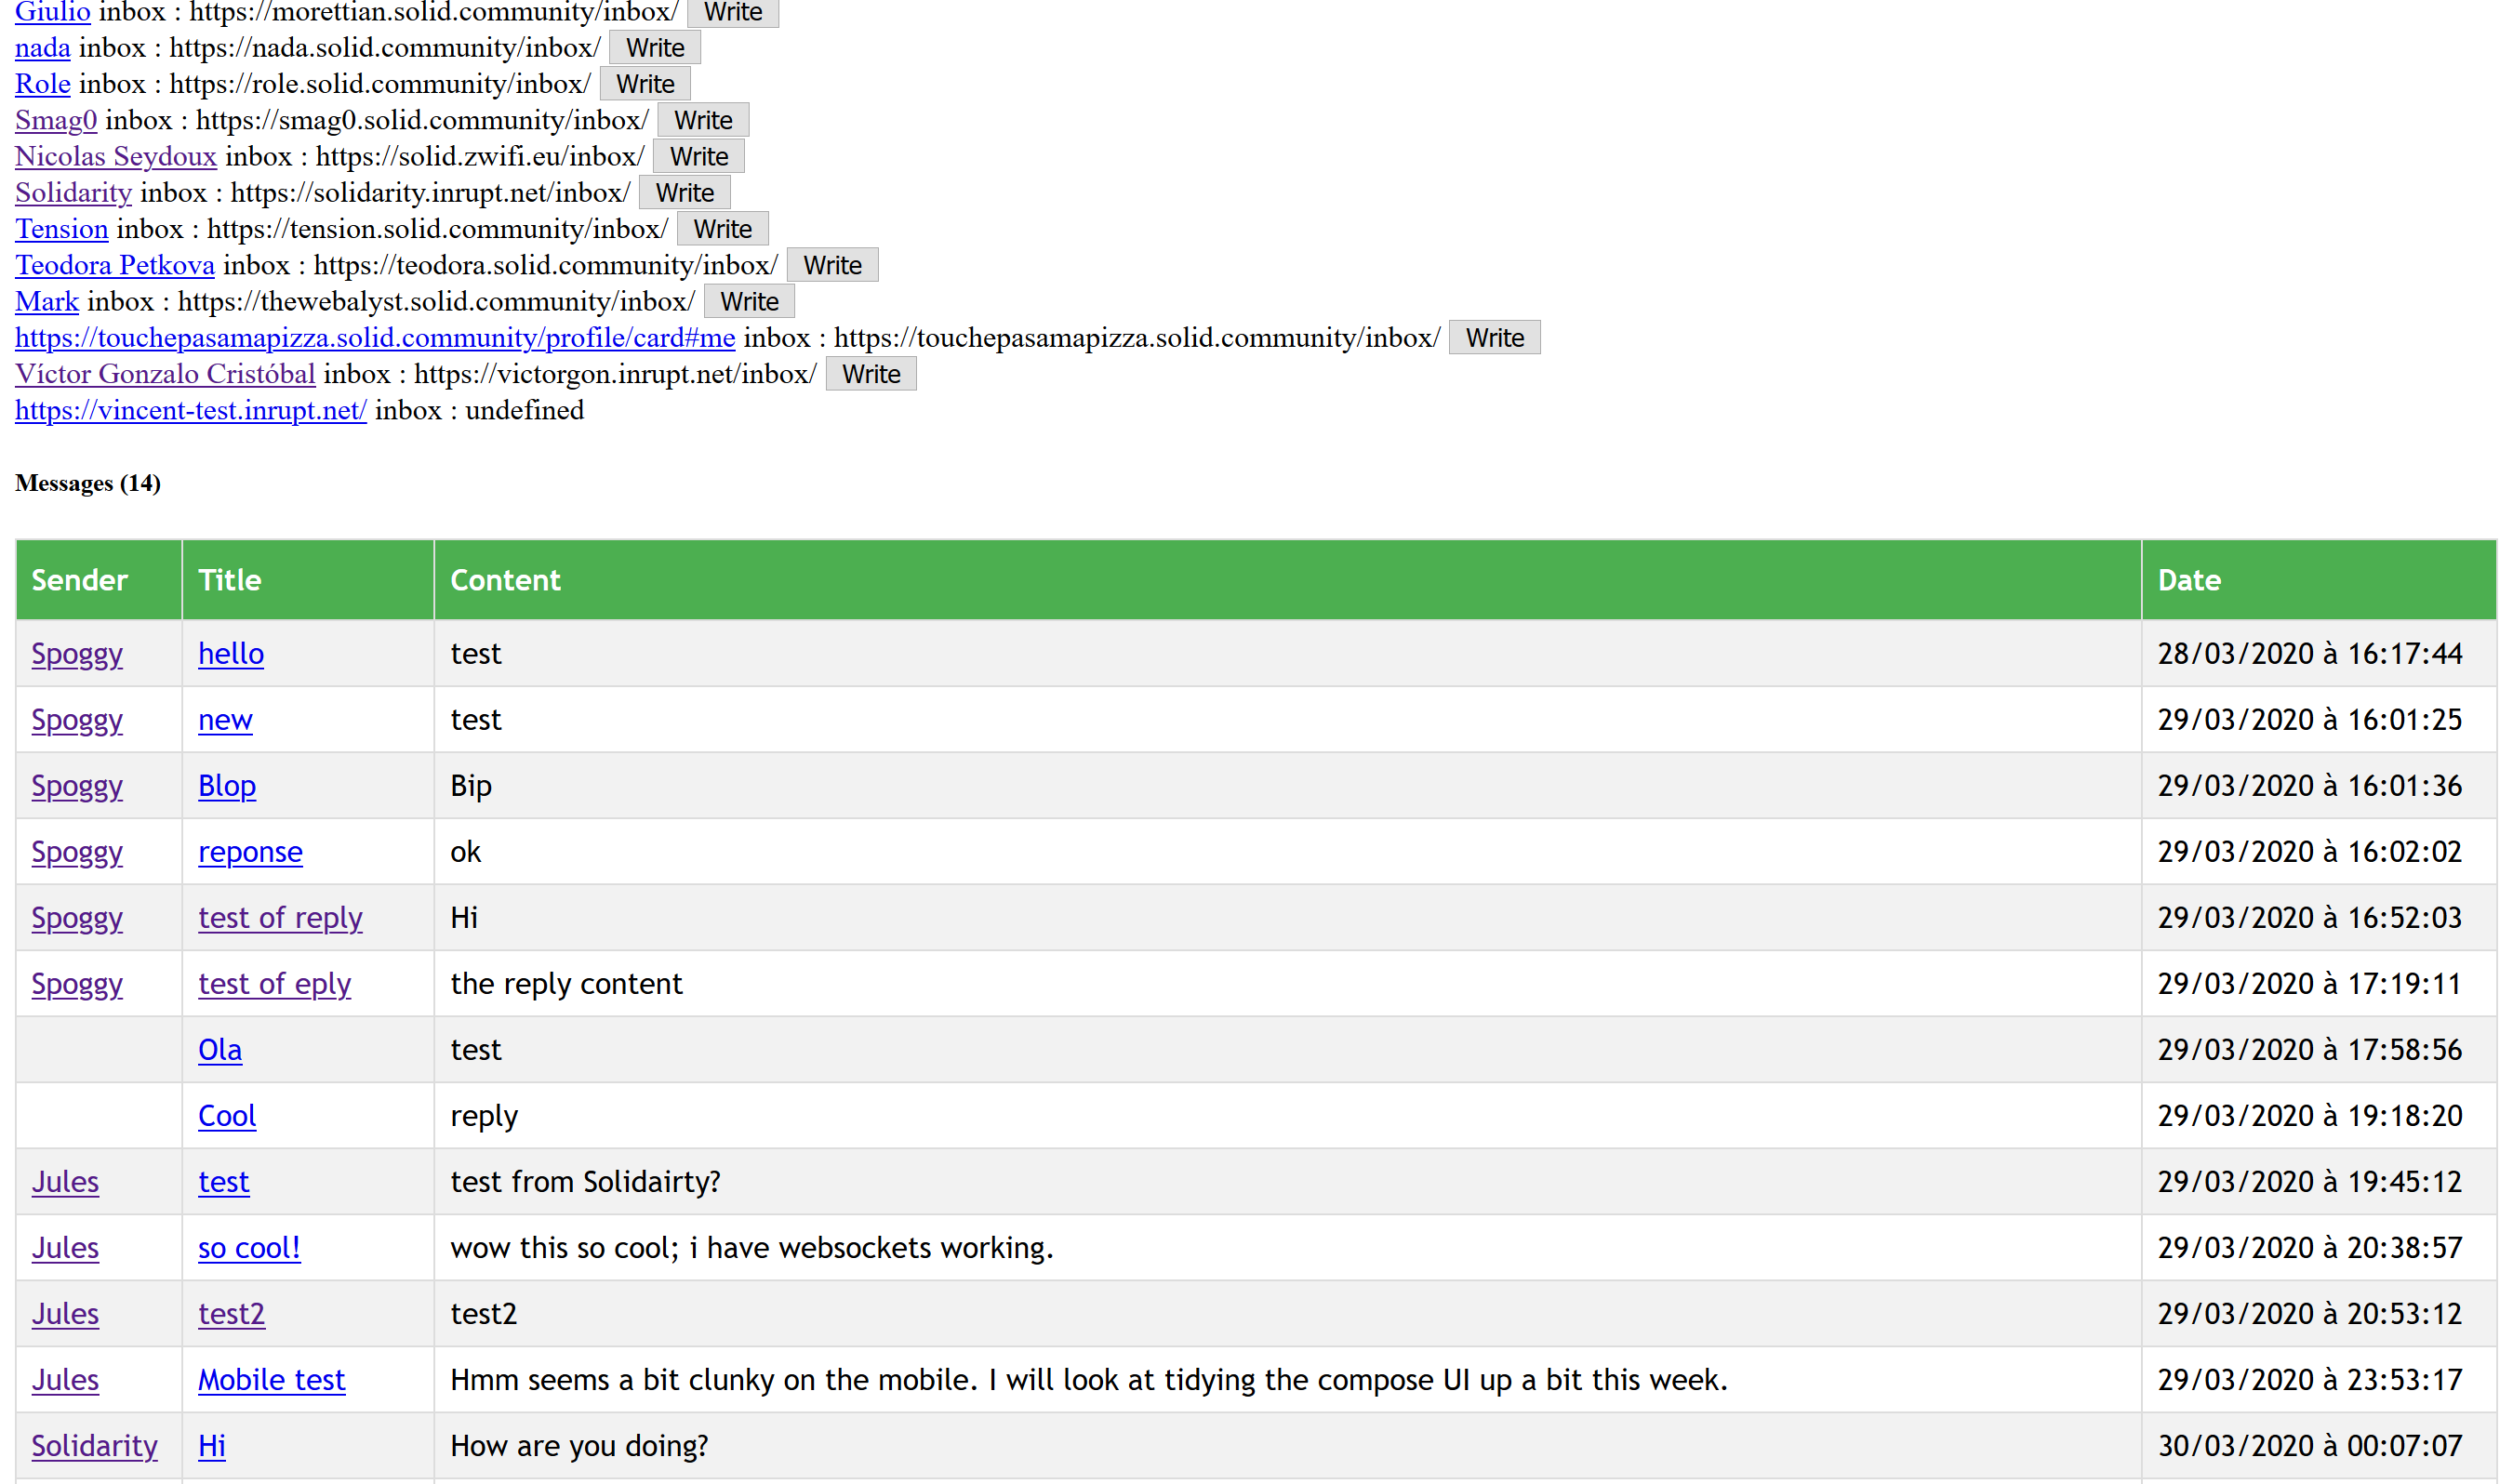 Giulio inbox : https://morettian.solid.community/inbox/ Write
nada inbox : https://nada.solid.community/inbox/ Write
Role inbox : https://role.solid.community/inbox/ Write
Smag0 inbox : https://smag0.solid.community/inbox/ Write
Nicolas Seydoux inbox : https://solid.zwifi.eu/inbox/ Write
Solidarity inbox : https://solidarity.inrupt.net/inbox/ Write
Tension inbox : https://tension.solid.community/inbox/ Write
Teodora Petkova inbox : https://teodora.solid.community/inbox/ Write
Mark inbox : https://thewebalyst.solid.community/inbox/ Write
https://touchepasamapizza.solid.community/profile/card#me inbox : https://touchepasamapizza.solid.community/inbox/ Write
Víctor Gonzalo Cristóbal inbox : https://victorgon.inrupt.net/inbox/ Write
https://vincent-test.inrupt.net/ inbox : undefined
Messages (14)
Sender Title Content Date
Spoggy hello test 28/03/2020 à 16:17:44
Spoggy new test 29/03/2020 à 16:01:25
Spoggy Blop Bip 29/03/2020 à 16:01:36
Spoggy reponse ok 29/03/2020 à 16:02:02
Spoggy test of reply Hi 29/03/2020 à 16:52:03
Spoggy test of eply the reply content 29/03/2020 à 17:19:11
Ola test 29/03/2020 à 17:58:56
Cool reply 29/03/2020 à 19:18:20
Jules test test from Solidairty? 29/03/2020 à 19:45:12
Jules so cool! wow this so cool; i have websockets working. 29/03/2020 à 20:38:57
Jules test2 test2 29/03/2020 à 20:53:12
Jules Mobile test Hmm seems a bit clunky on the mobile. I will look at tidying the compose UI up a bit this week. 29/03/2020 à 23:53:17
Solidarity Hi How are you doing? 30/03/2020 à 00:07:07